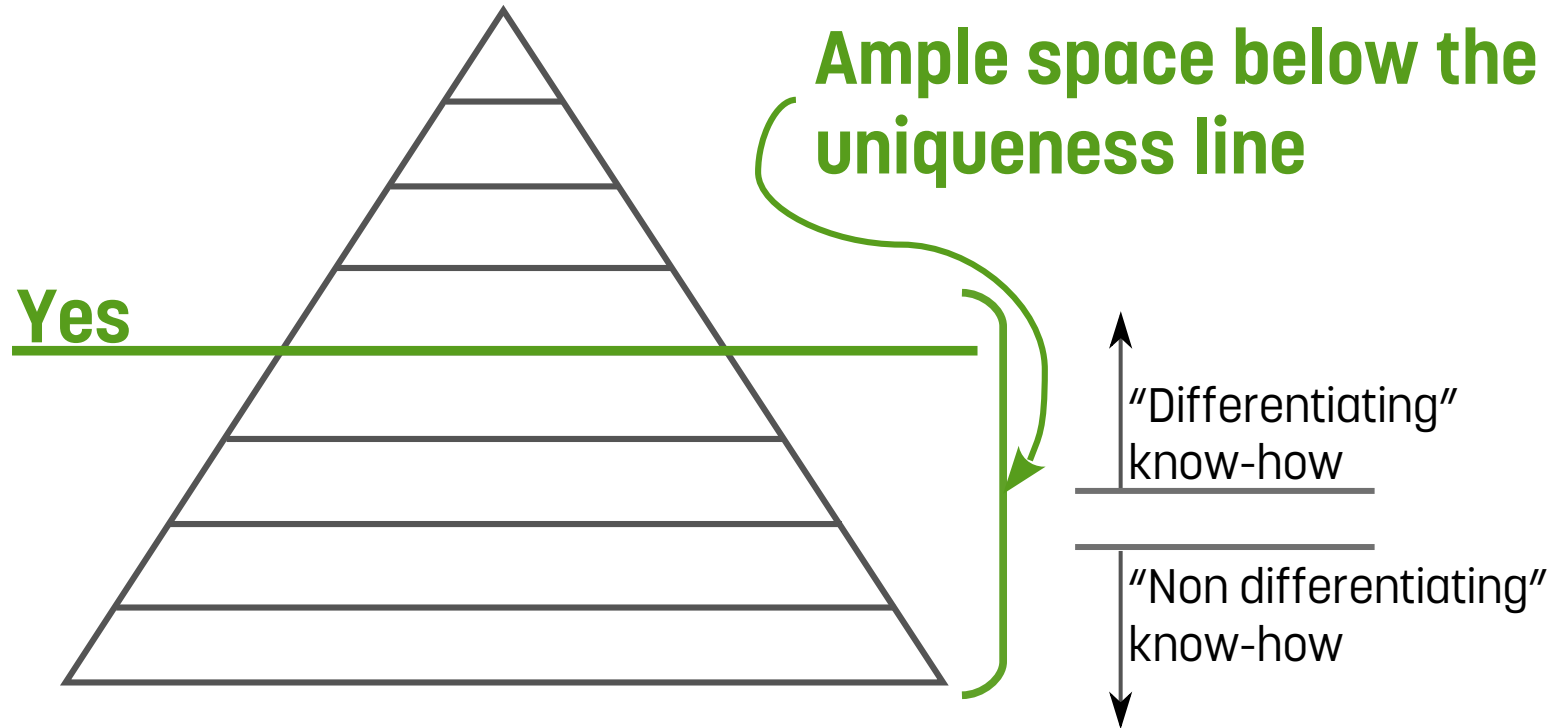 Ample space below the
uniqueness line
Yes
“Differentiating”
know-how
“Non differentiating”
know-how